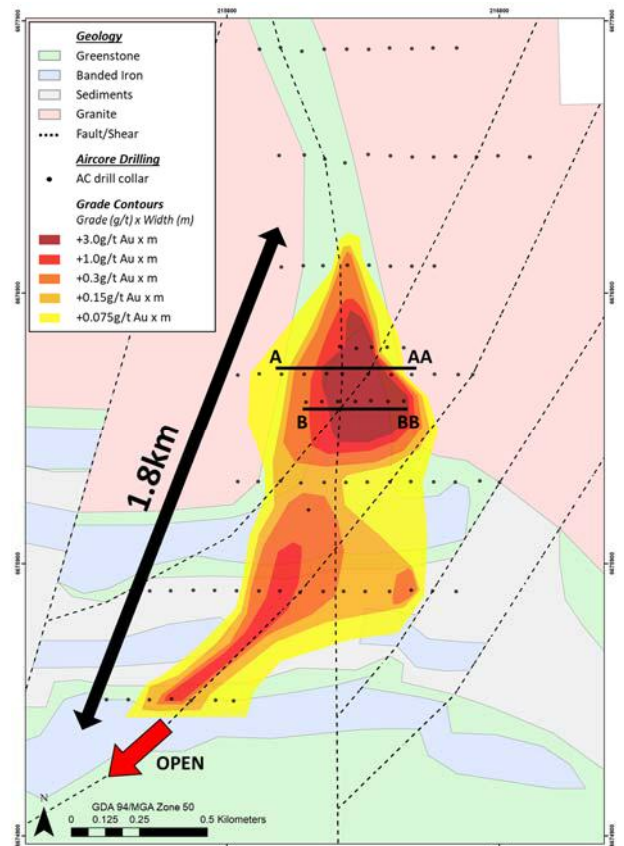 Geology
Greenstone
Banded Iron
Sediments
Granite
Fault/Shear
Aircore Drilling
AC drill collar
Grade Contours
Grade (g/t) x Width (m)
+3.0g/t Au x m
+1.0g/t Au x m
+0.3g/t Au x m
+0.15g/t Au x m
+0.075g/t Au x m
A
AA
B
BB
1.8km
OPEN
N
GDA 94/MGA Zone 50
0 0.125 0.25 0.5 Kilometers